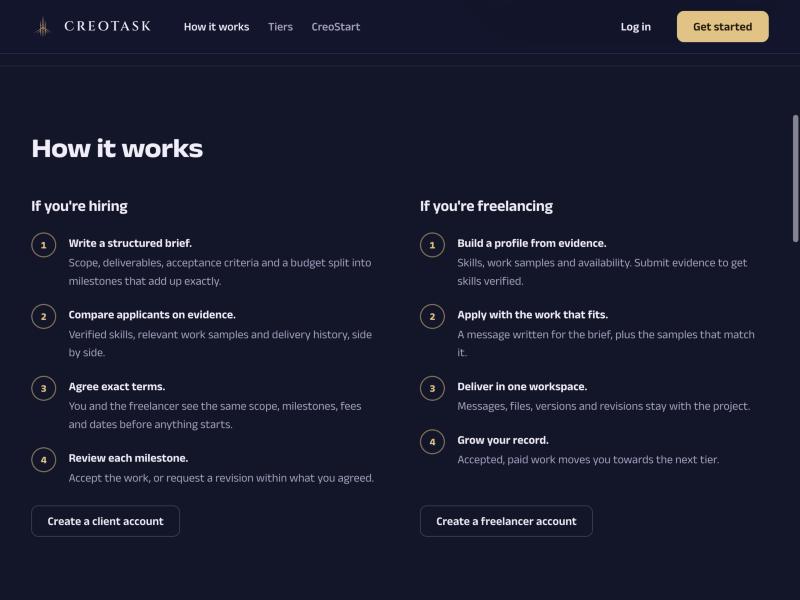 CREOTASK
How it works
Tiers
CreoStart
Log in
Get started
How it works
If you're hiring
1
Write a structured brief.
Scope, deliverables, acceptance criteria and a budget split into
milestones that add up exactly.
2
Compare applicants on evidence.
Verified skills, relevant work samples and delivery history, side
by side.
3
Agree exact terms.
You and the freelancer see the same scope, milestones, fees
and dates before anything starts.
4
Review each milestone.
Accept the work, or request a revision within what you agreed.
Create a client account
If you're freelancing
1
Build a profile from evidence.
Skills, work samples and availability. Submit evidence to get
skills verified.
2
Apply with the work that fits.
A message written for the brief, plus the samples that match
it.
3
Deliver in one workspace.
Messages, files, versions and revisions stay with the project.
4
Grow your record.
Accepted, paid work moves you towards the next tier.
Create a freelancer account